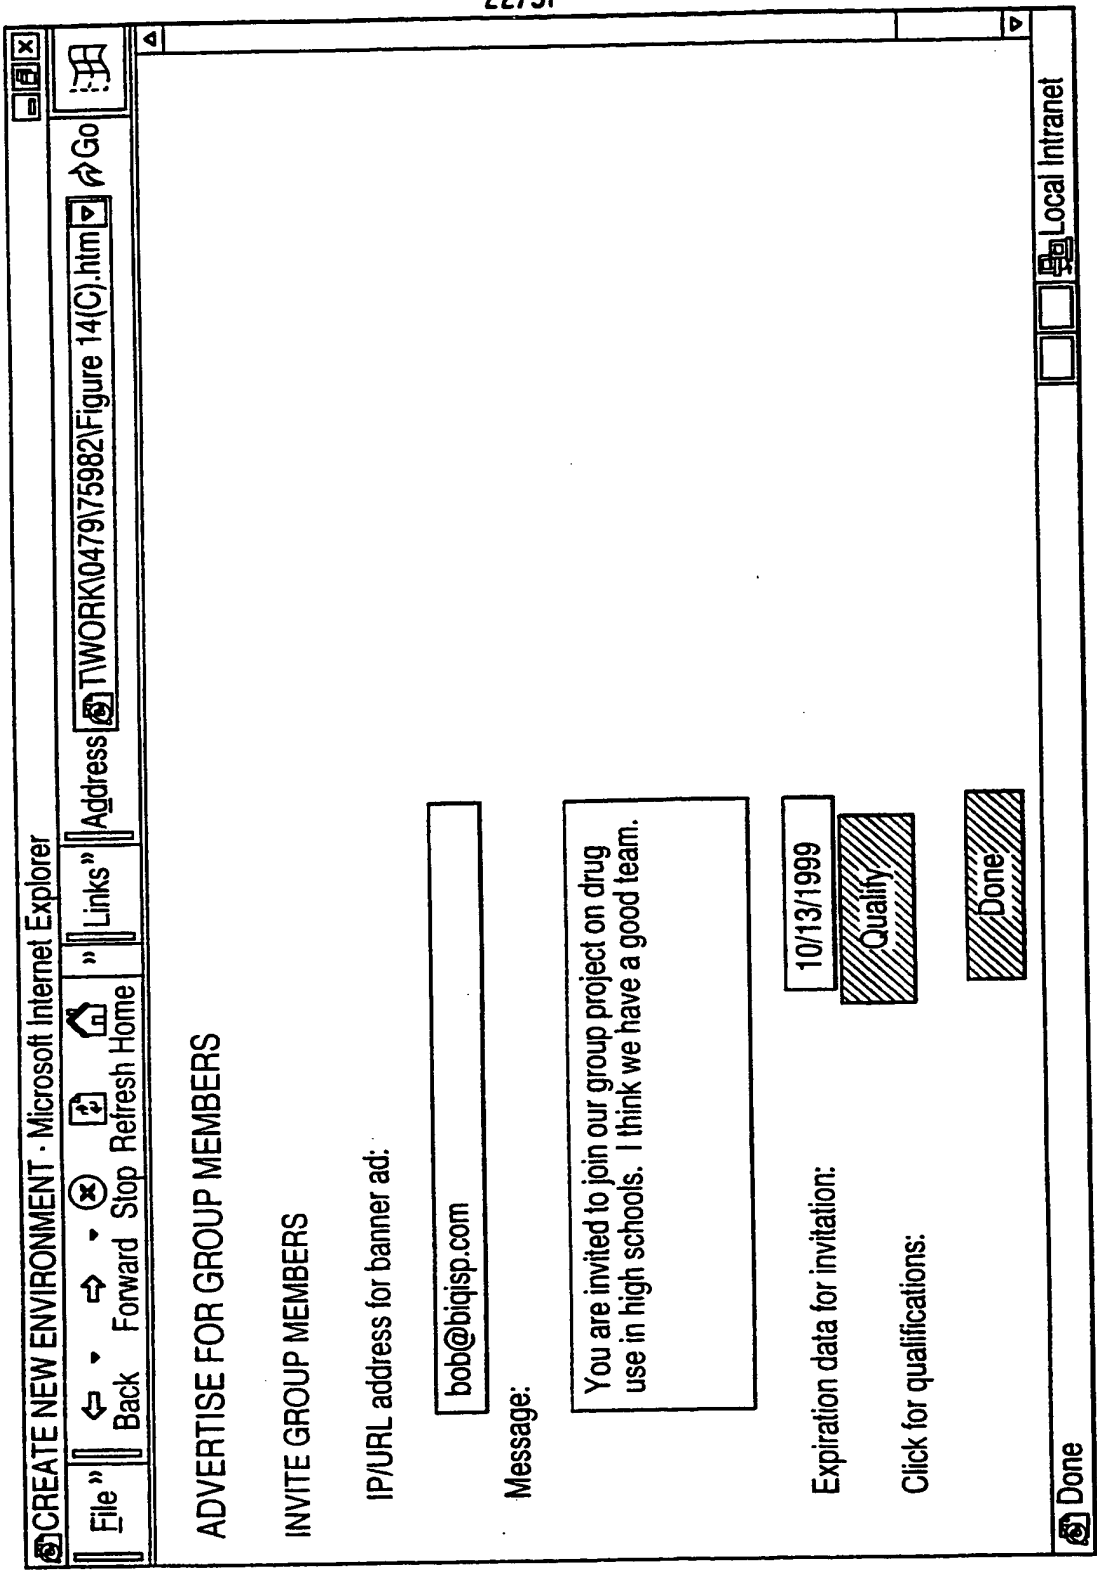 CREATE NEW ENVIRONMENT - Microsoft Internet Explorer
File » Back Forward Stop Refresh Home » Links » Address T\WORK\0479\75982\Figure 14(C).htm Go
ADVERTISE FOR GROUP MEMBERS
INVITE GROUP MEMBERS
IP/URL address for banner ad:
bob@biqisp.com
Message:
You are invited to join our group project on drug
use in high schools. I think we have a good team.
Expiration data for invitation: 10/13/1999
Click for qualifications: Qualify
Done
Done Local Intranet